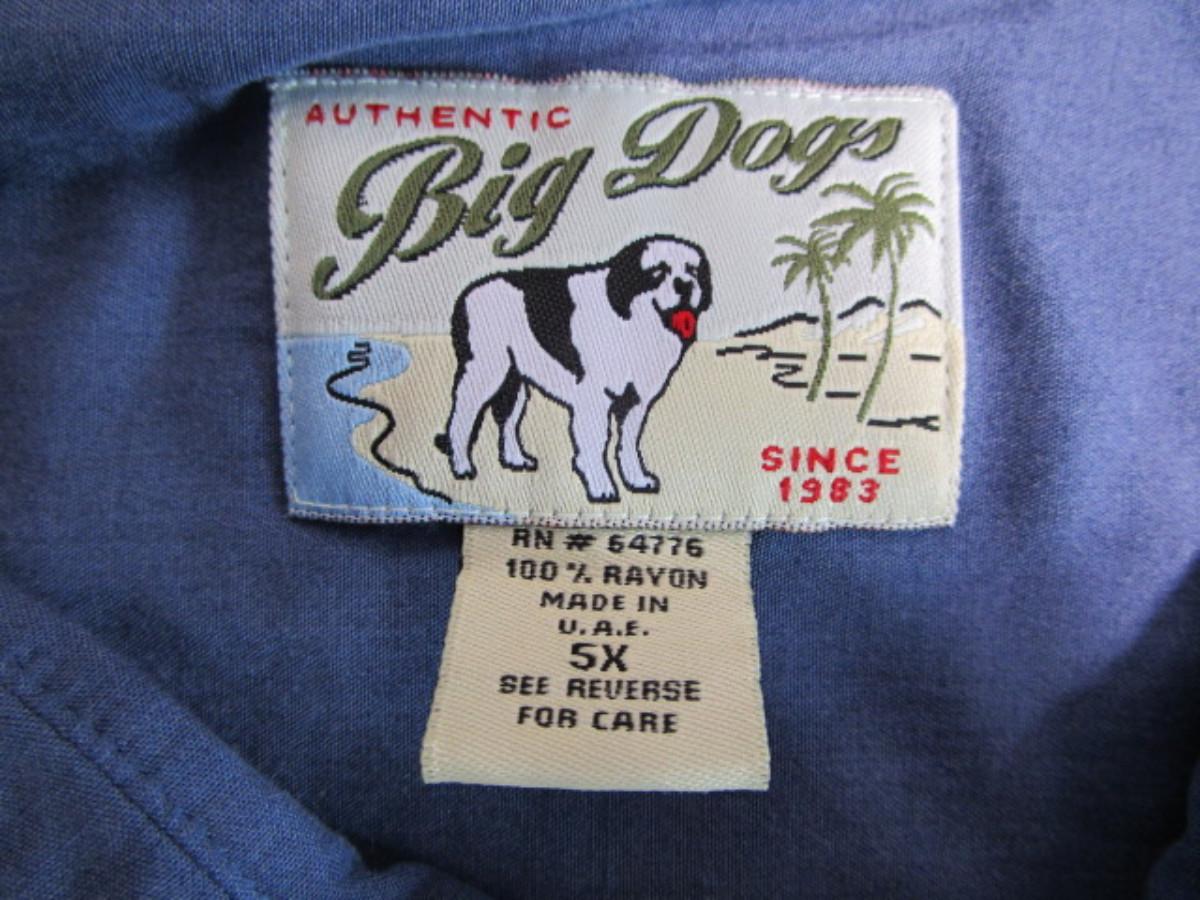 AUTHENTIC
Big Dogs
SINCE
1983
RN # 64776
100 % RAYON
MADE IN
U.A.E.
5X
SEE REVERSE
FOR CARE